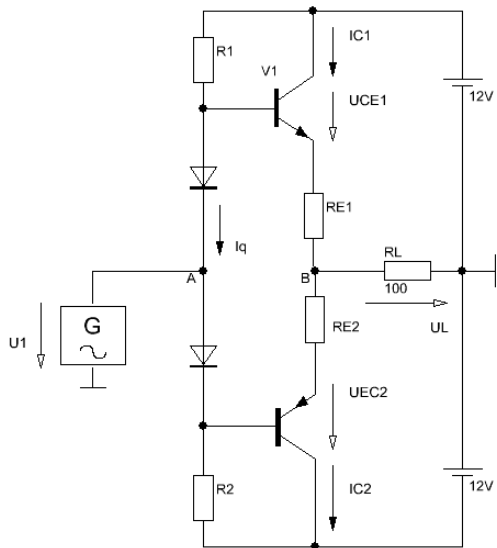 IC1
R1
V1
UCE1
12V
RE1
Iq
RL
A
B
100
G
UL
U1
RE2
UEC2
R2
IC2
12V